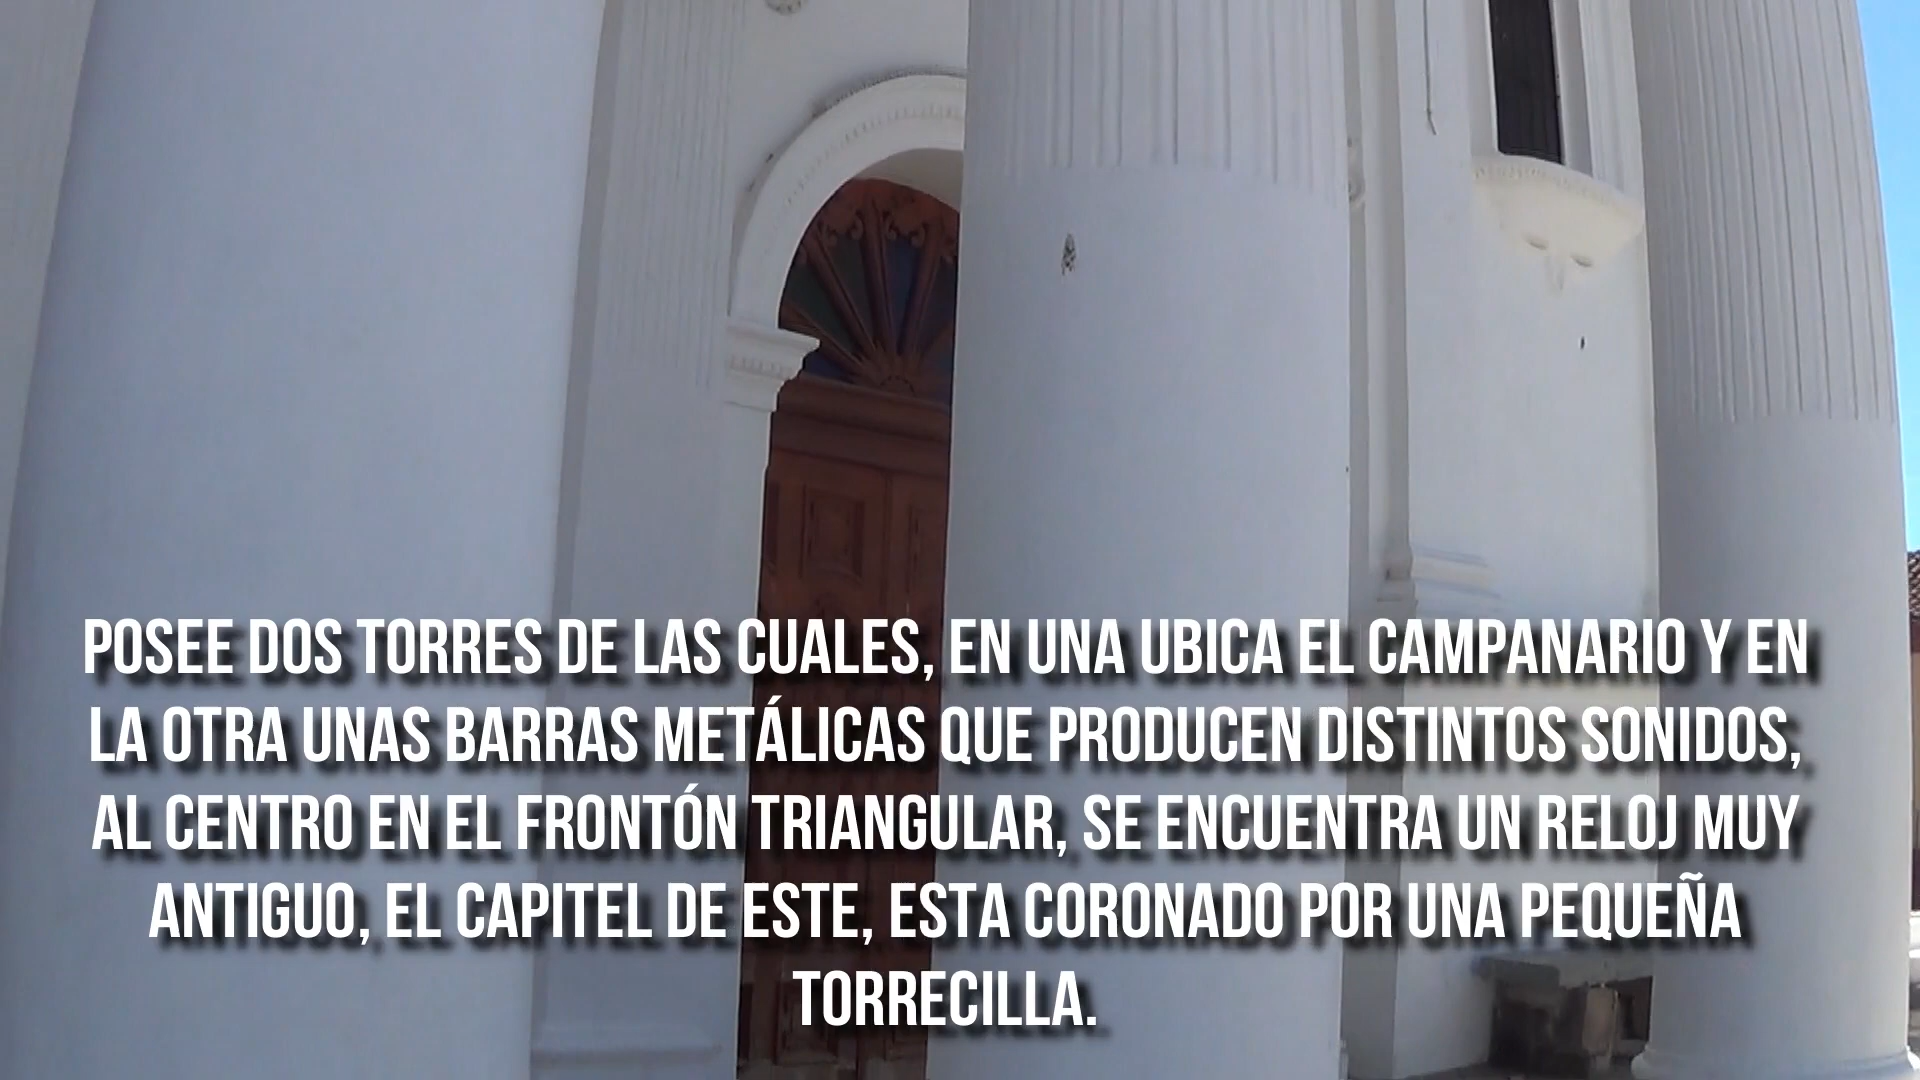 POSEE DOS TORRES DE LAS CUALES, EN UNA UBICA EL CAMPANARIO Y EN
LA OTRA UNAS BARRAS METÁLICAS QUE PRODUCEN DISTINTOS SONIDOS,
AL CENTRO EN EL FRONTÓN TRIANGULAR, SE ENCUENTRA UN RELOJ MUY
ANTIGUO, EL CAPITEL DE ESTE, ESTA CORONADO POR UNA PEQUEÑA
TORRECILLA.